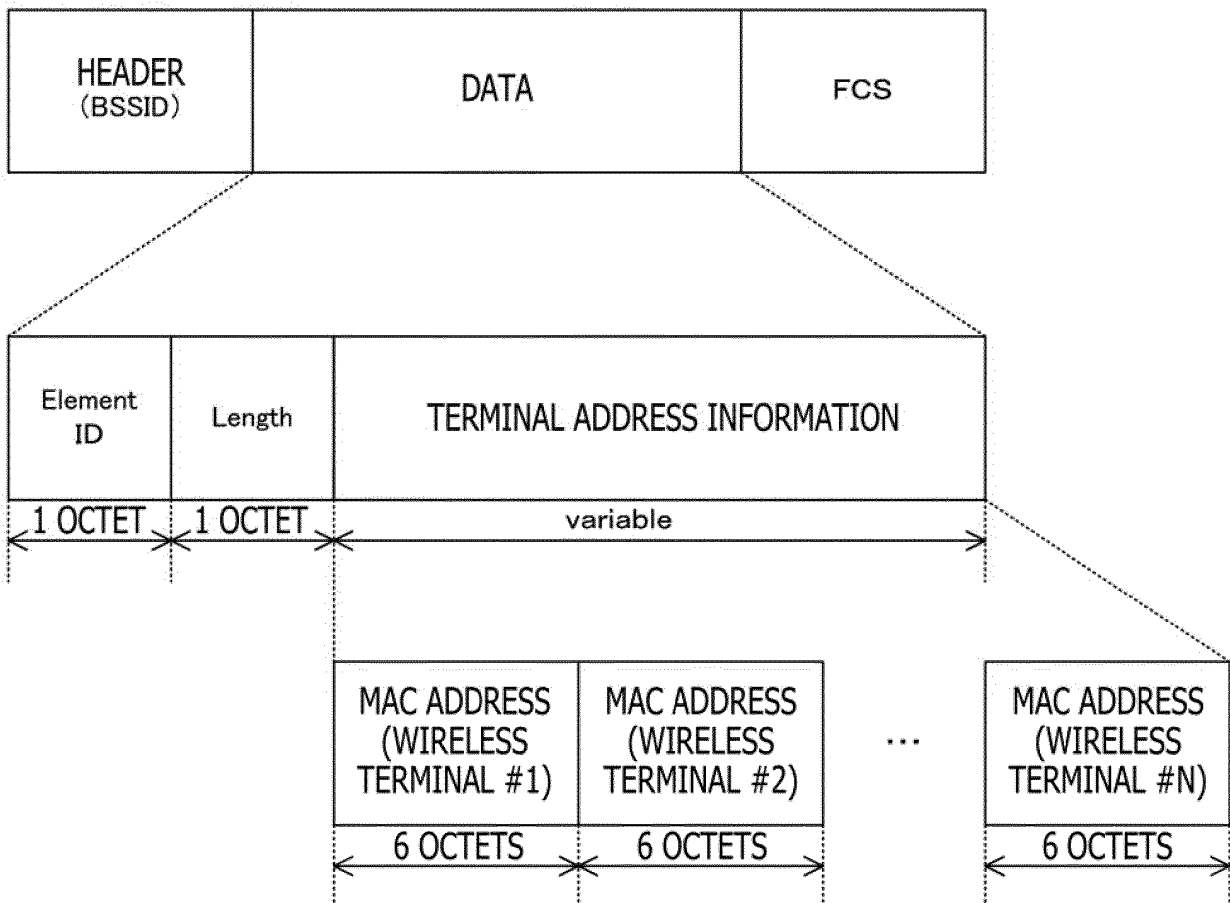 HEADER
(BSSID)
DATA
FCS
Element
ID
Length
TERMINAL ADDRESS INFORMATION
1 OCTET
1 OCTET
variable
MAC ADDRESS
(WIRELESS
TERMINAL #1)
MAC ADDRESS
(WIRELESS
TERMINAL #2)
...
MAC ADDRESS
(WIRELESS
TERMINAL #N)
6 OCTETS
6 OCTETS
6 OCTETS